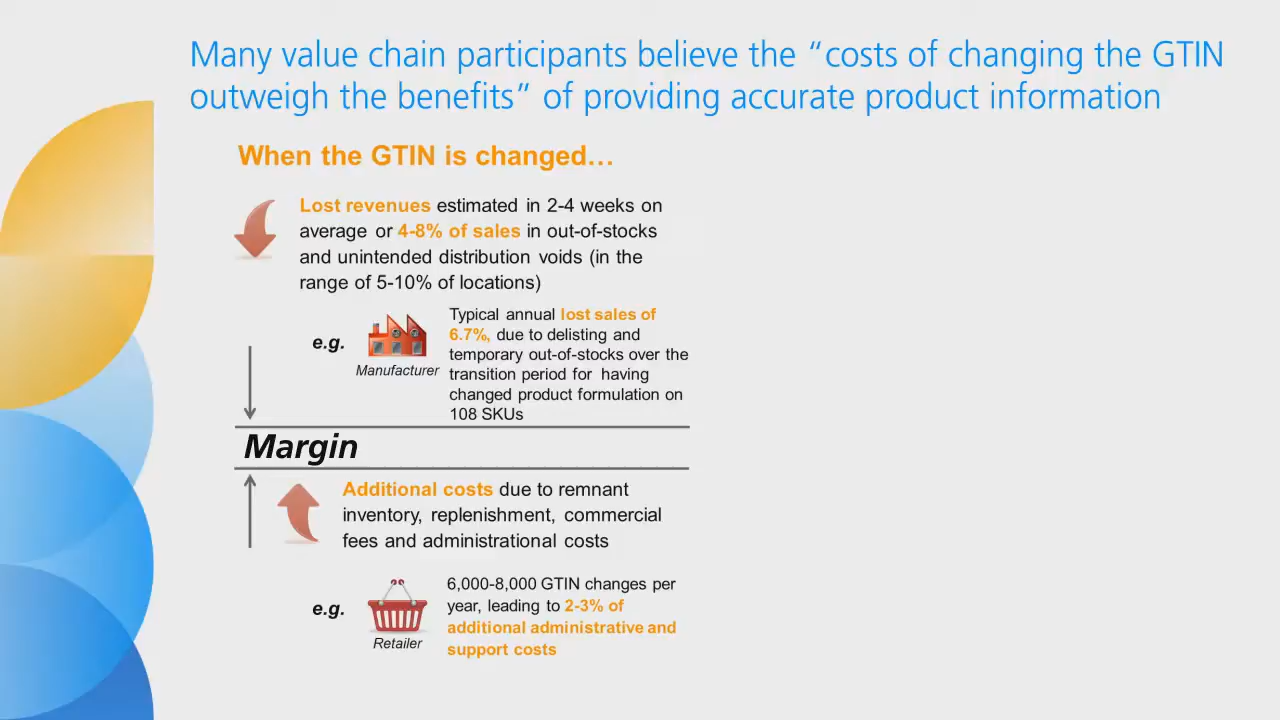 Many value chain participants believe the “costs of changing the GTIN
outweigh the benefits” of providing accurate product information
When the GTIN is changed…
Lost revenues estimated in 2-4 weeks on
average or 4-8% of sales in out-of-stocks
and unintended distribution voids (in the
range of 5-10% of locations)
e.g.
Manufacturer
Typical annual lost sales of
6.7%, due to delisting and
temporary out-of-stocks over the
transition period for having
changed product formulation on
108 SKUs
Margin
Additional costs due to remnant
inventory, replenishment, commercial
fees and administrational costs
e.g.
Retailer
6,000-8,000 GTIN changes per
year, leading to 2-3% of
additional administrative and
support costs